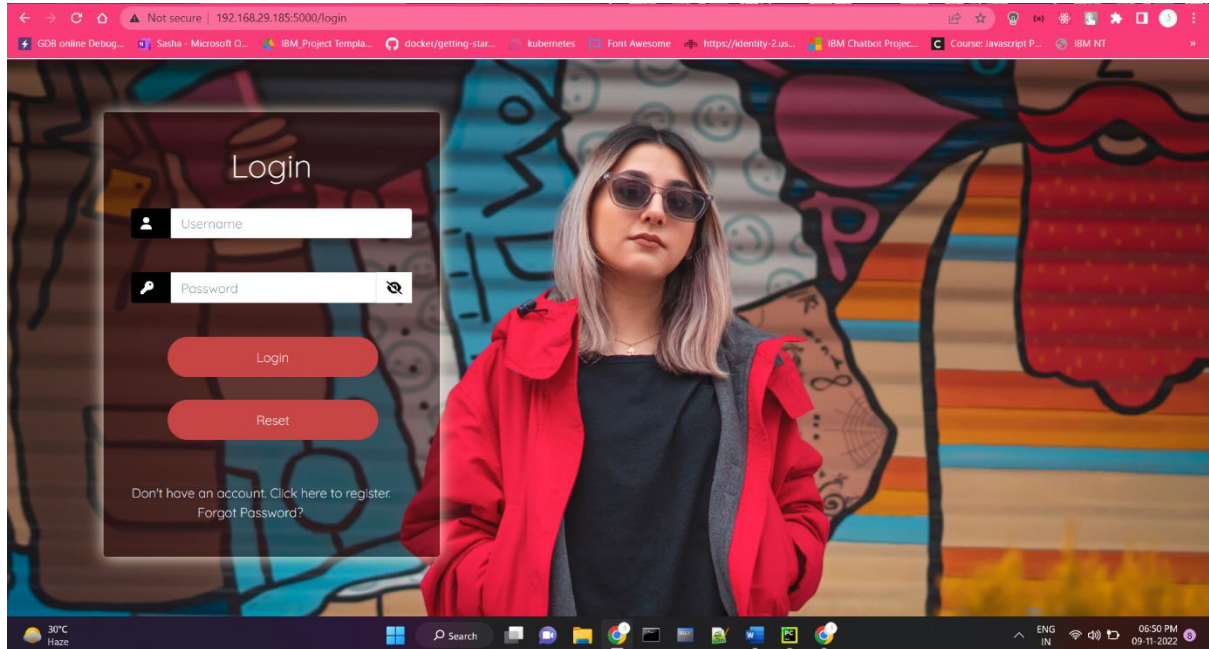 Not secure | 192.168.29.185:5000/login
GDB online Debug... Sasha - Microsoft O... IBM_Project Templa... docker/getting-star... kubernetes Font Awesome https://identity-2.us... IBM Chatbot Projec... Course: Javascript P... IBM NT »
Login
Username
Password
Login
Reset
Don't have an account. Click here to register.
Forgot Password?
30°C
Haze
Search
ENG
IN
06:50 PM
09-11-2022
8